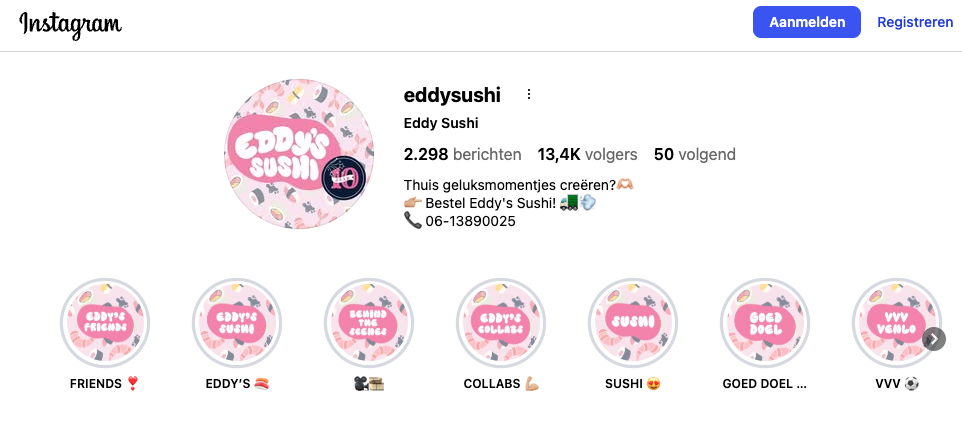 Instagram
Aanmelden
Registreren
eddysushi
Eddy Sushi
2.298 berichten 13,4K volgers 50 volgend
Thuis geluksmomentjes creëren?🫶🏼
👉🏼 Bestel Eddy's Sushi! 🚛💨
📞 06-13890025
EDDY'S
SUSHI
10
EDDY'S
FRIENDS
EDDY'S
SUSHI
BEHIND
THE
SCENES
EDDY'S
COLLABS
SUSHI
GOED
DOEL
VVV
VENLO
FRIENDS ❣️
EDDY'S 🍣
🎥🎞️
COLLABS 💪🏼
SUSHI 😍
GOED DOEL ...
VVV ⚽